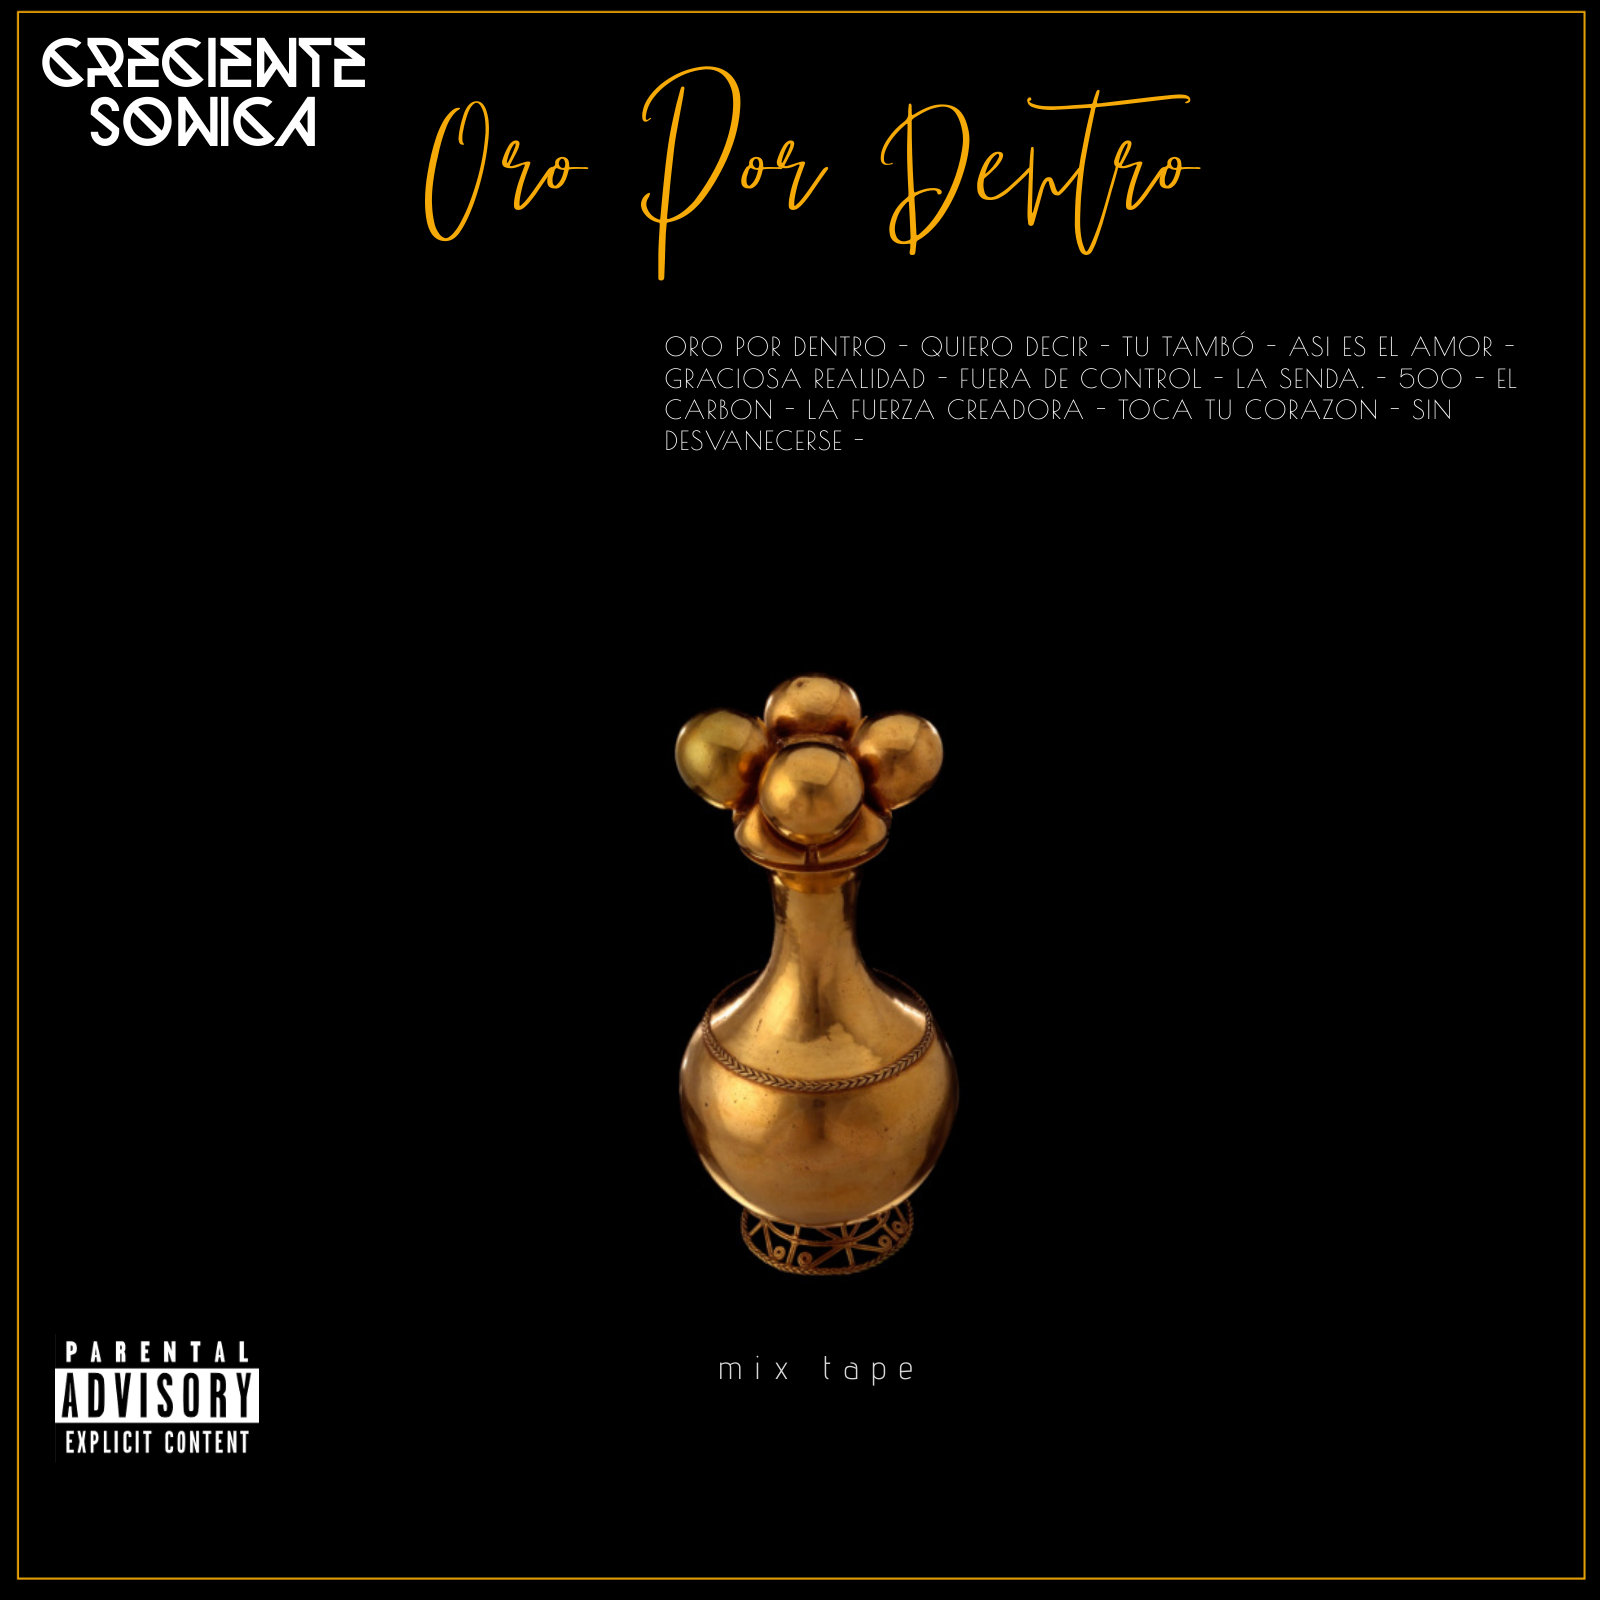 CRECIENTE
SONICA
Oro Por Dentro
ORO POR DENTRO - QUIERO DECIR - TU TAMBÓ - ASI ES EL AMOR -
GRACIOSA REALIDAD - FUERA DE CONTROL - LA SENDA. - 500 - EL
CARBON - LA FUERZA CREADORA - TOCA TU CORAZON - SIN
DESVANECERSE -
mix tape
PARENTAL
ADVISORY
EXPLICIT CONTENT